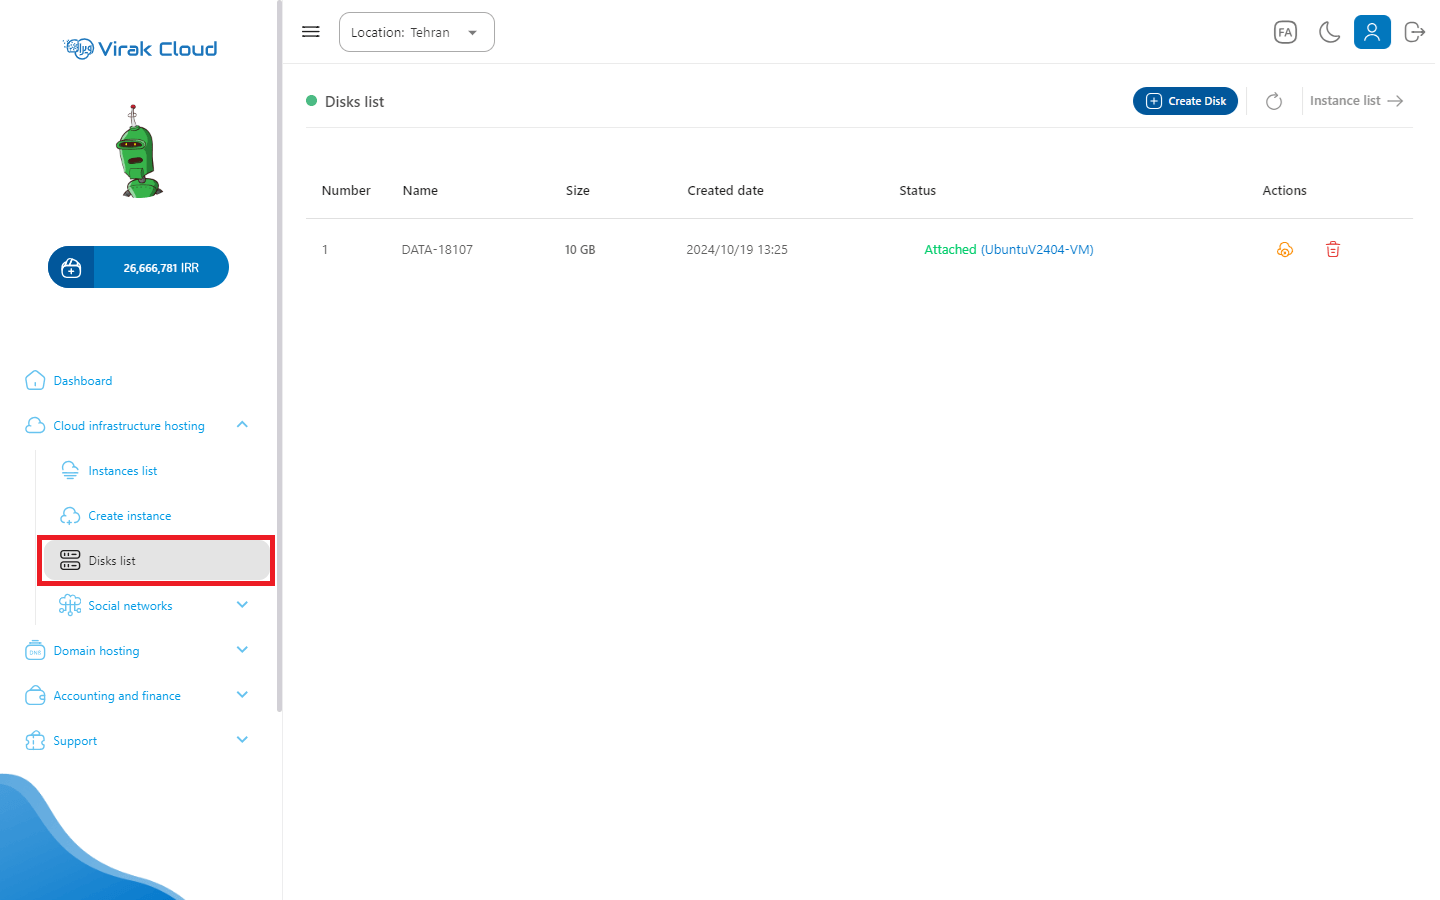 Virak Cloud
26,666,781 IRR
Dashboard
Cloud infrastructure hosting
Instances list
Create instance
Disks list
Social networks
DNS
Domain hosting
Accounting and finance
Support
Location: Tehran
FA
Disks list
Create Disk
Instance list
Number Name Size Created date Status Actions
1 DATA-18107 10 GB 2024/10/19 13:25 Attached (UbuntuV2404-VM)